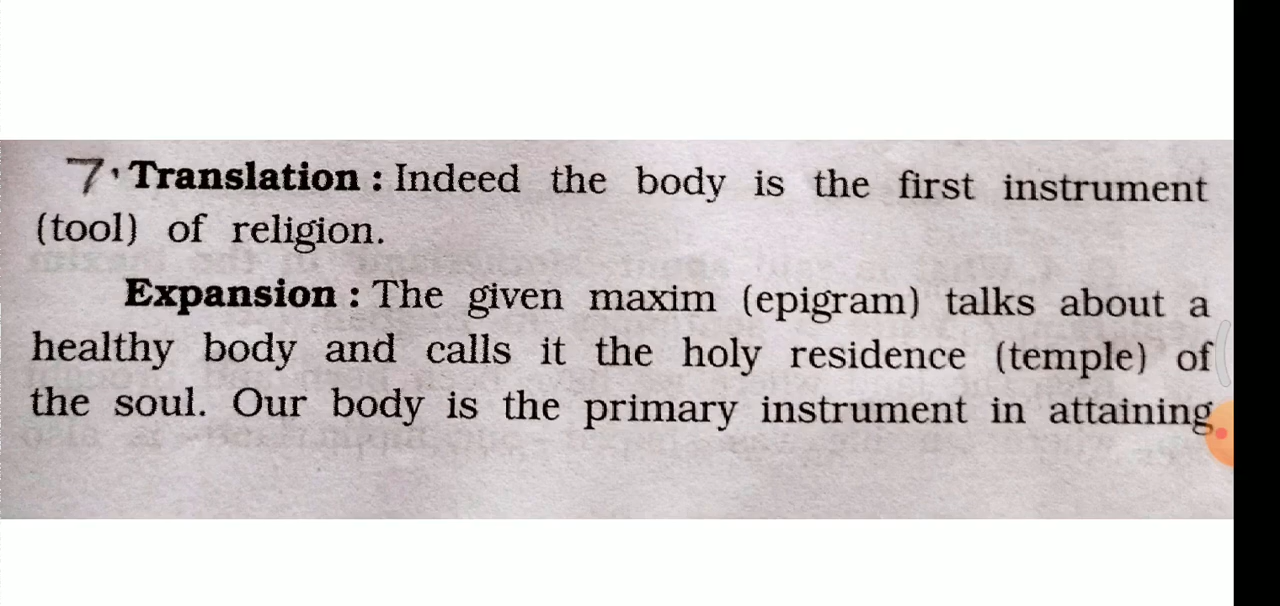 7. Translation : Indeed the body is the first instrument
(tool) of religion.
Expansion : The given maxim (epigram) talks about a
healthy body and calls it the holy residence (temple) of
the soul. Our body is the primary instrument in attaining